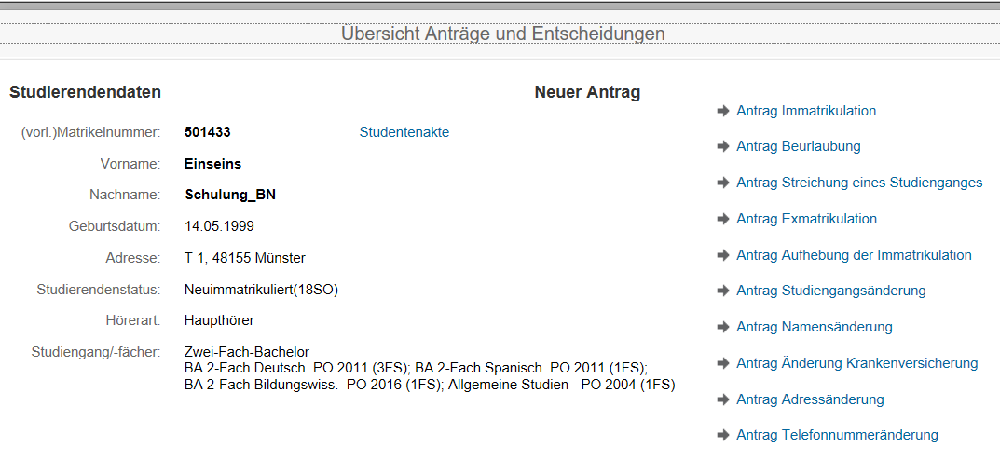 Übersicht Anträge und Entscheidungen
Studierendendaten
(vorl.)Matrikelnummer: 501433 Studentenakte
Vorname: Einseins
Nachname: Schulung_BN
Geburtsdatum: 14.05.1999
Adresse: T 1, 48155 Münster
Studierendenstatus: Neuimmatrikuliert(18SO)
Hörerart: Haupthörer
Studiengang/-fächer: Zwei-Fach-Bachelor
BA 2-Fach Deutsch PO 2011 (3FS); BA 2-Fach Spanisch PO 2011 (1FS);
BA 2-Fach Bildungswiss. PO 2016 (1FS); Allgemeine Studien - PO 2004 (1FS)
Neuer Antrag
Antrag Immatrikulation
Antrag Beurlaubung
Antrag Streichung eines Studienganges
Antrag Exmatrikulation
Antrag Aufhebung der Immatrikulation
Antrag Studiengangsänderung
Antrag Namensänderung
Antrag Änderung Krankenversicherung
Antrag Adressänderung
Antrag Telefonnummeränderung